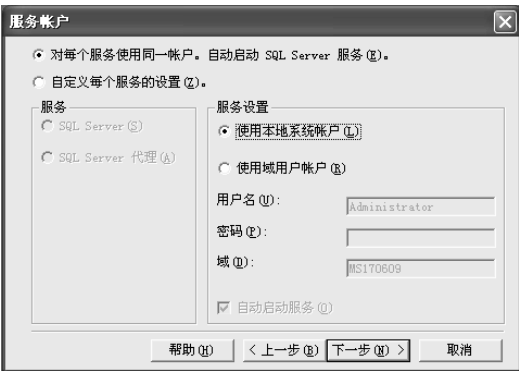 服务帐户
对每个服务使用同一帐户。自动启动 SQL Server 服务(E)。
自定义每个服务的设置(Z)。
服务
SQL Server(S)
SQL Server 代理(A)
服务设置
使用本地系统帐户(L)
使用域用户帐户(R)
用户名(U):
Administrator
密码(P):
域(D):
MS170609
自动启动服务(O)
帮助(H)
< 上一步(B)
下一步(N) >
取消